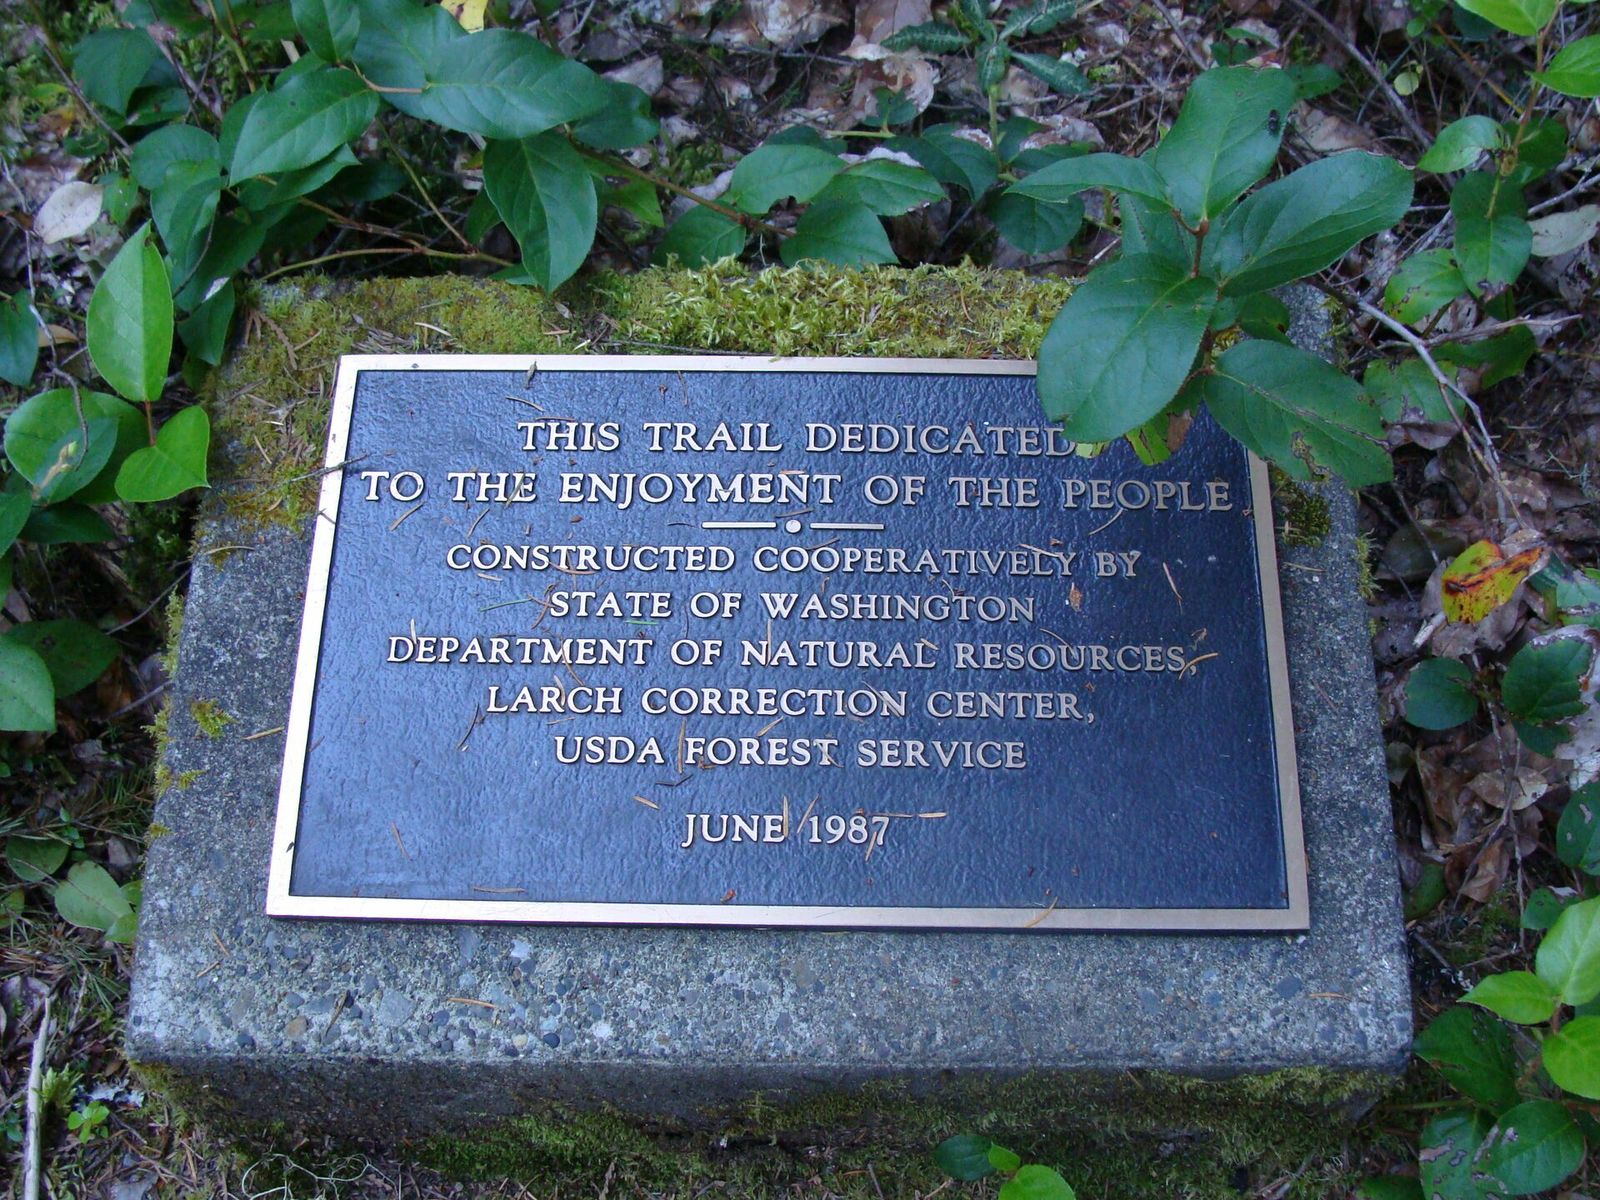 THIS TRAIL DEDICATED
TO THE ENJOYMENT OF THE PEOPLE
CONSTRUCTED COOPERATIVELY BY
STATE OF WASHINGTON
DEPARTMENT OF NATURAL RESOURCES,
LARCH CORRECTION CENTER,
USDA FOREST SERVICE
JUNE 1987